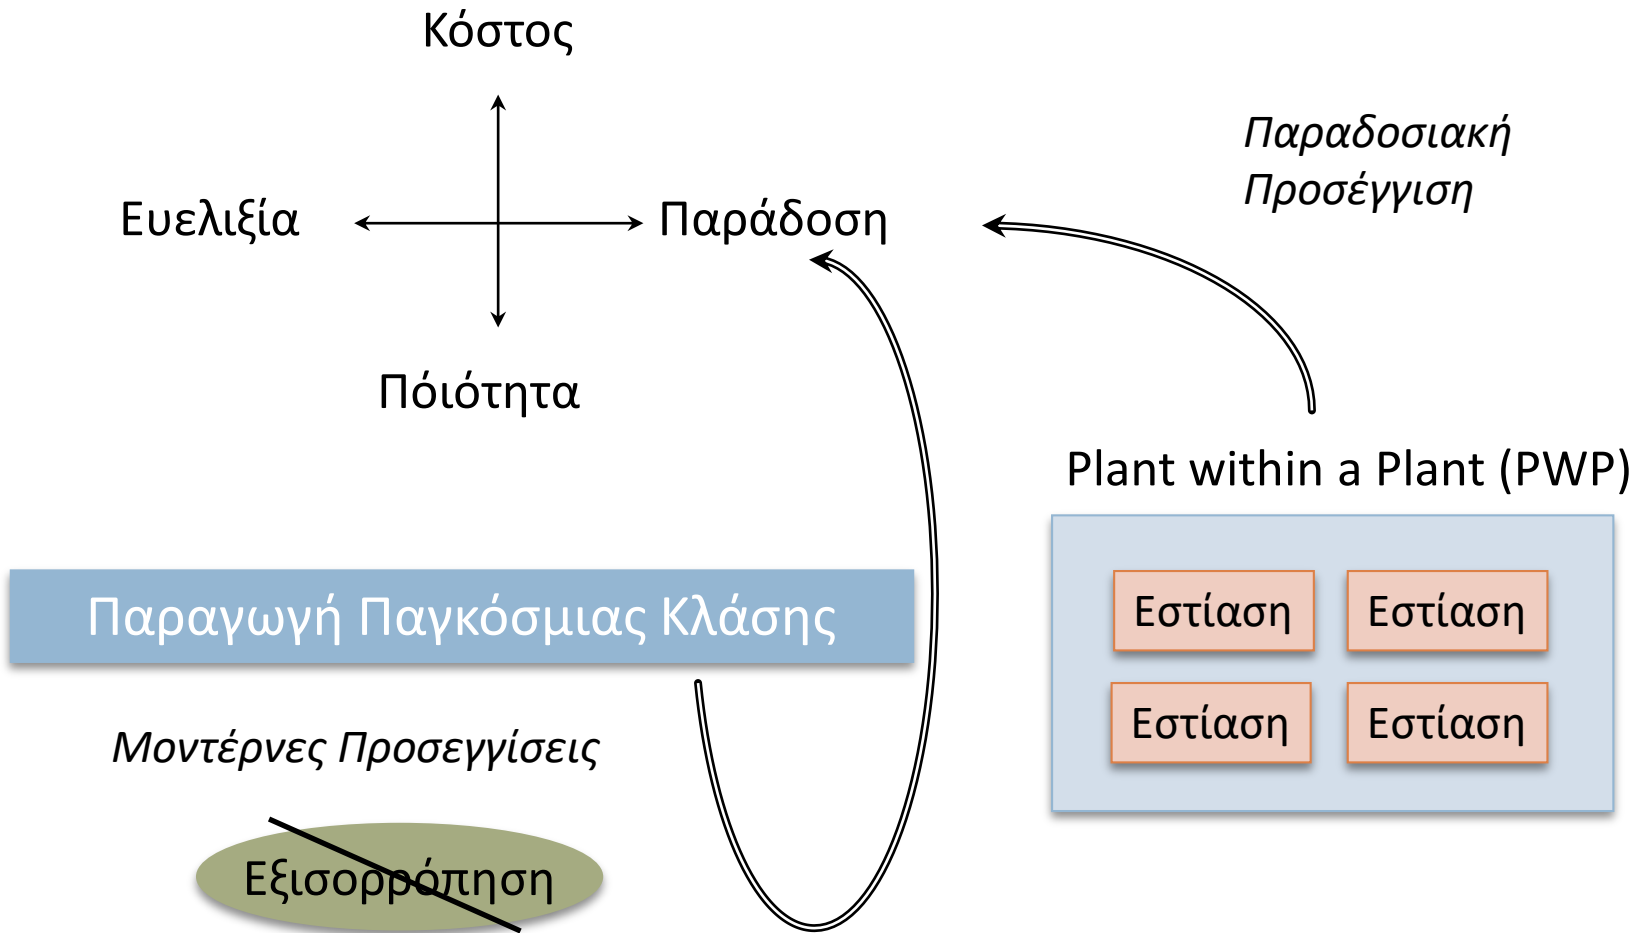 Κόστος
Παραδοσιακή
Προσέγγιση
Ευελιξία
Παράδοση
Πόιότητα
Plant within a Plant (PWP)
Παραγωγή Παγκόσμιας Κλάσης
Εστίαση
Εστίαση
Εστίαση
Εστίαση
Μοντέρνες Προσεγγίσεις
Εξισορρόπηση